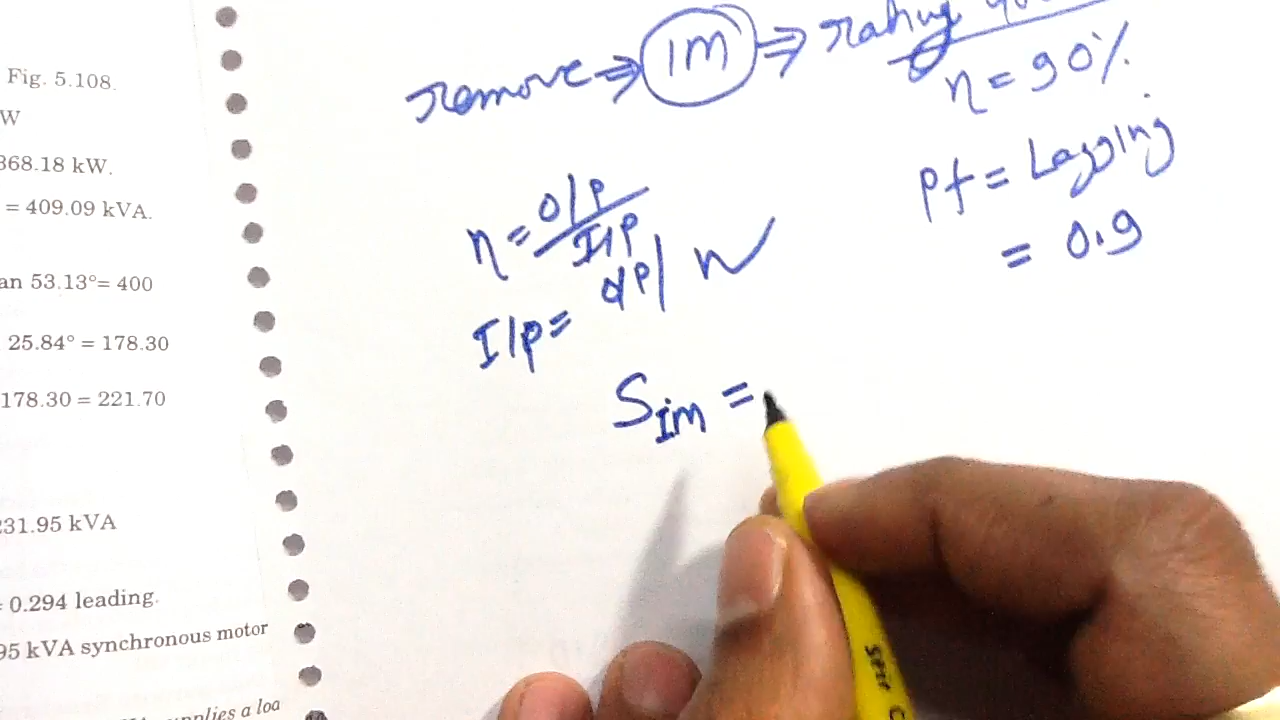 Fig. 5.108.
W
368.18 kW.
= 409.09 kVA.
an 53.13°= 400
25.84° = 178.30
178.30 = 221.70
231.95 kVA
= 0.294 leading.
95 kVA synchronous motor
supplies a loa
remove ⇒ IM ⇒ rating
η = 90%
Pf = Lagging
= 0.9
η = O/P / I/P
I/P = O/P / η
S_IM =